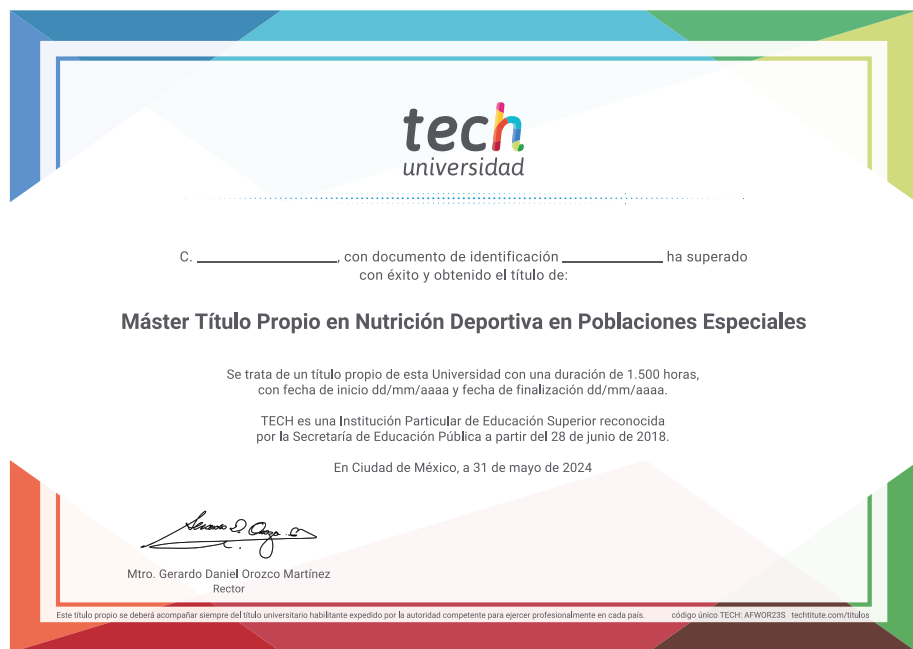 tech
universidad
C. ____________, con documento de identificación ____________ ha superado
con éxito y obtenido el título de:
Máster Título Propio en Nutrición Deportiva en Poblaciones Especiales
Se trata de un título propio de esta Universidad con una duración de 1.500 horas,
con fecha de inicio dd/mm/aaaa y fecha de finalización dd/mm/aaaa.
TECH es una Institución Particular de Educación Superior reconocida
por la Secretaría de Educación Pública a partir del 28 de junio de 2018.
En Ciudad de México, a 31 de mayo de 2024
Mtro. Gerardo Daniel Orozco Martínez
Rector
Este título propio se deberá acompañar siempre del título universitario habilitante expedido por la autoridad competente para ejercer profesionalmente en cada país. código único TECH: AFWOR23S techtitute.com/titulos